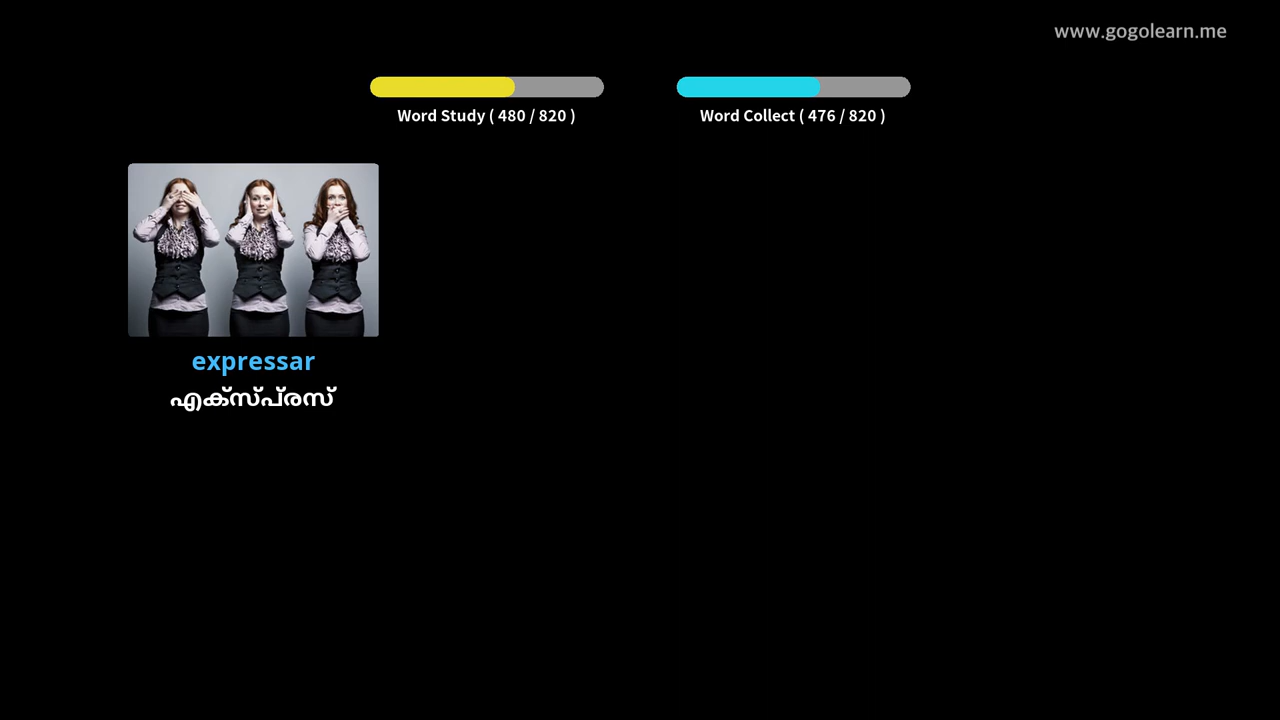 www.gogolearn.me
Word Study ( 480 / 820 )
Word Collect ( 476 / 820 )
expressar
എക്സ്പ്രസ്